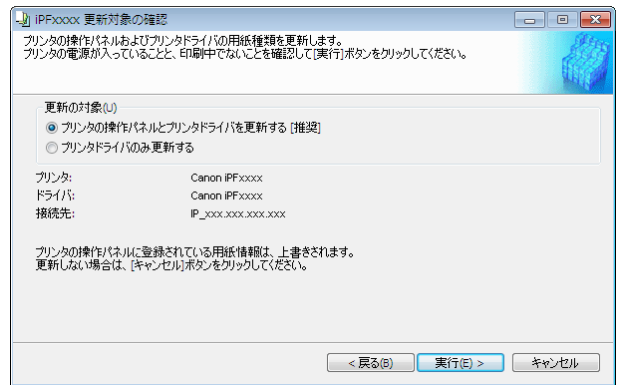 iPFxxxx 更新対象の確認
プリンタの操作パネルおよびプリンタドライバの用紙種類を更新します。
プリンタの電源が入っていることと、印刷中でないことを確認して[実行]ボタンをクリックしてください。
更新の対象(U)
プリンタの操作パネルとプリンタドライバを更新する [推奨]
プリンタドライバのみ更新する
プリンタ: Canon iPFxxxx
ドライバ: Canon iPFxxxx
接続先: IP_xxx.xxx.xxx.xxx
プリンタの操作パネルに登録されている用紙情報は、上書きされます。
更新しない場合は、[キャンセル]ボタンをクリックしてください。
< 戻る(B) 実行(E) > キャンセル